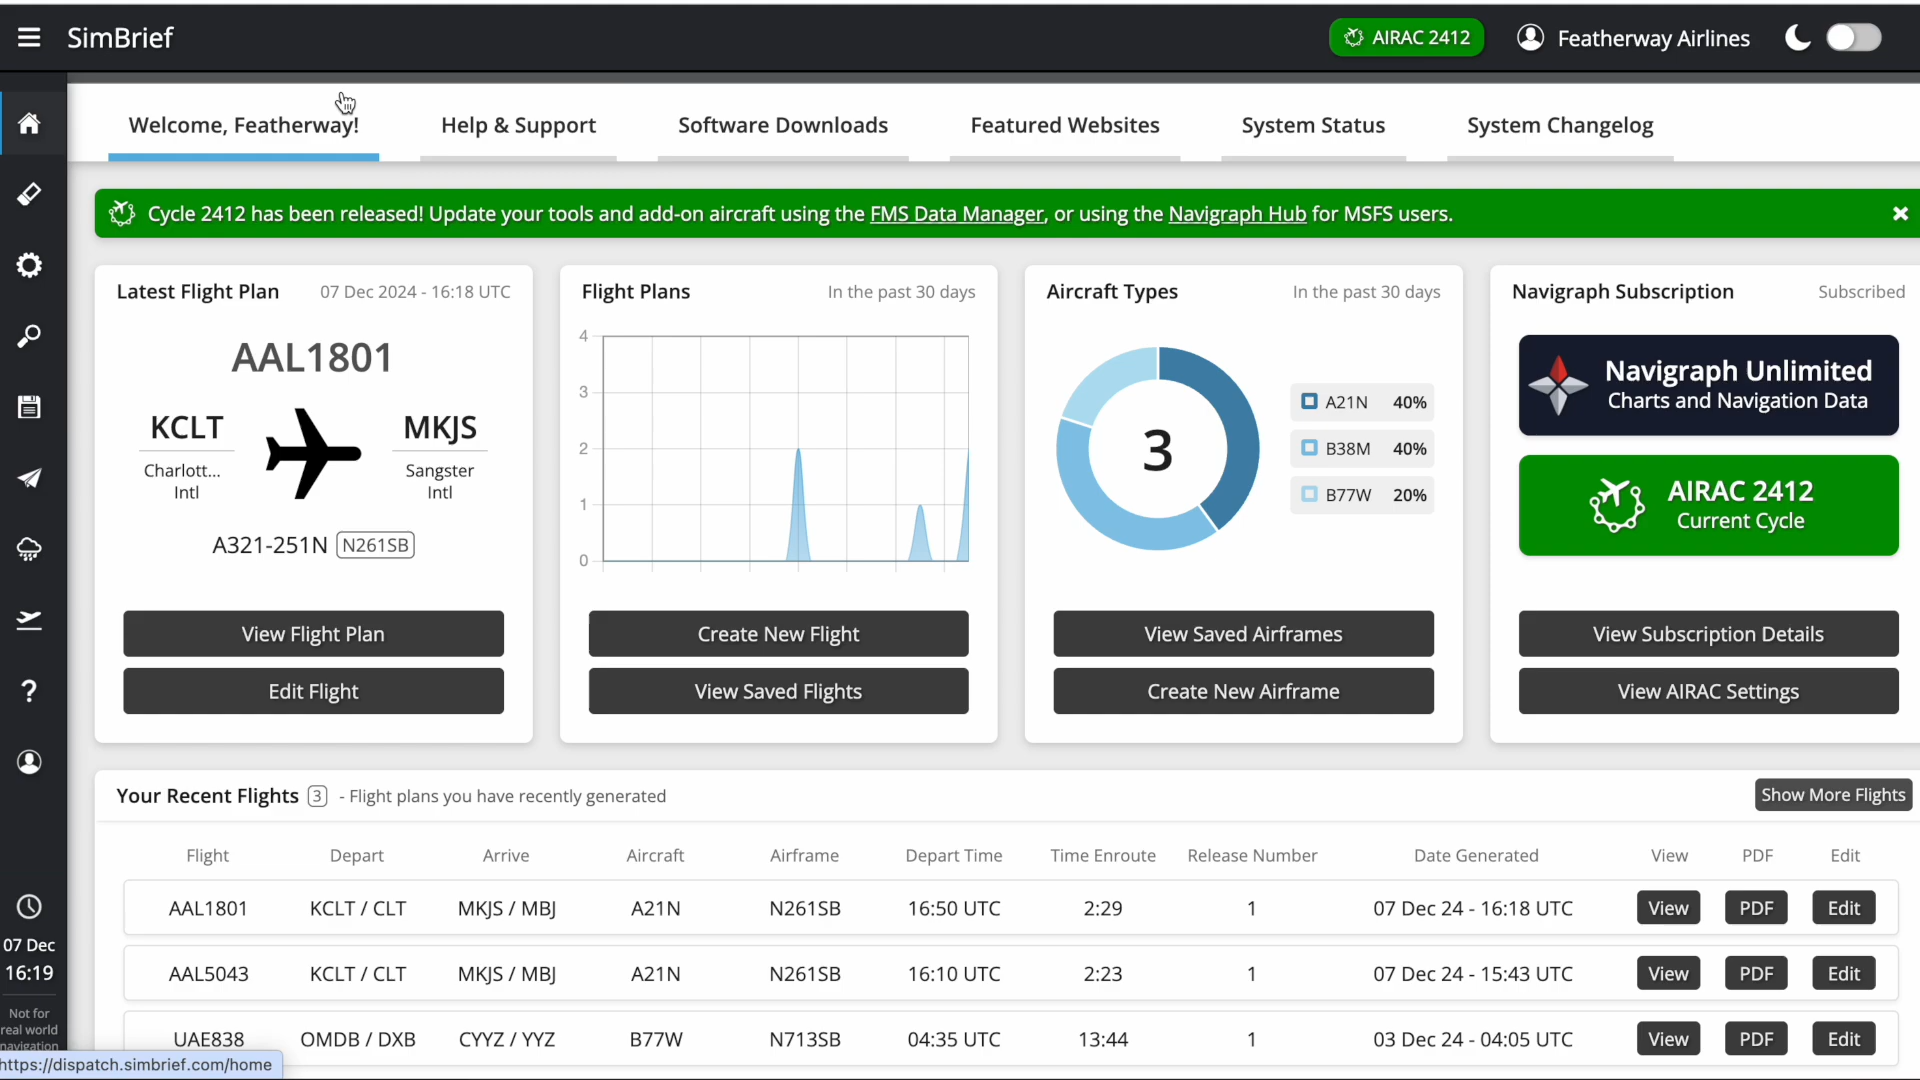 SimBrief
AIRAC 2412
Featherway Airlines
Welcome, Featherway!
Help & Support
Software Downloads
Featured Websites
System Status
System Changelog
Cycle 2412 has been released! Update your tools and add-on aircraft using the FMS Data Manager, or using the Navigraph Hub for MSFS users.
Latest Flight Plan
07 Dec 2024 - 16:18 UTC
AAL1801
KCLT
Charlott...
Intl
MKJS
Sangster
Intl
A321-251N N261SB
View Flight Plan
Edit Flight
Flight Plans
In the past 30 days
4
3
2
1
0
Create New Flight
View Saved Flights
Aircraft Types
In the past 30 days
3
A21N 40%
B38M 40%
B77W 20%
View Saved Airframes
Create New Airframe
Navigraph Subscription
Subscribed
Navigraph Unlimited
Charts and Navigation Data
AIRAC 2412
Current Cycle
View Subscription Details
View AIRAC Settings
Your Recent Flights 3 - Flight plans you have recently generated
Show More Flights
Flight Depart Arrive Aircraft Airframe Depart Time Time Enroute Release Number Date Generated View PDF Edit
AAL1801 KCLT / CLT MKJS / MBJ A21N N261SB 16:50 UTC 2:29 1 07 Dec 24 - 16:18 UTC View PDF Edit
AAL5043 KCLT / CLT MKJS / MBJ A21N N261SB 16:10 UTC 2:23 1 07 Dec 24 - 15:43 UTC View PDF Edit
UAE838 OMDB / DXB CYYZ / YYZ B77W N713SB 04:35 UTC 13:44 1 03 Dec 24 - 04:05 UTC View PDF Edit
07 Dec
16:19
Not for
real world
navigation
https://dispatch.simbrief.com/home